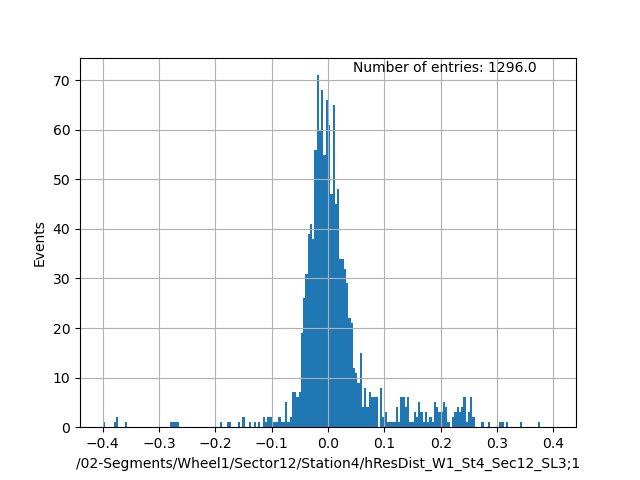 Number of entries: 1296.0
70
60
50
40
30
20
10
0
Events
−0.4 −0.3 −0.2 −0.1 0.0 0.1 0.2 0.3 0.4
/02-Segments/Wheel1/Sector12/Station4/hResDist_W1_St4_Sec12_SL3;1